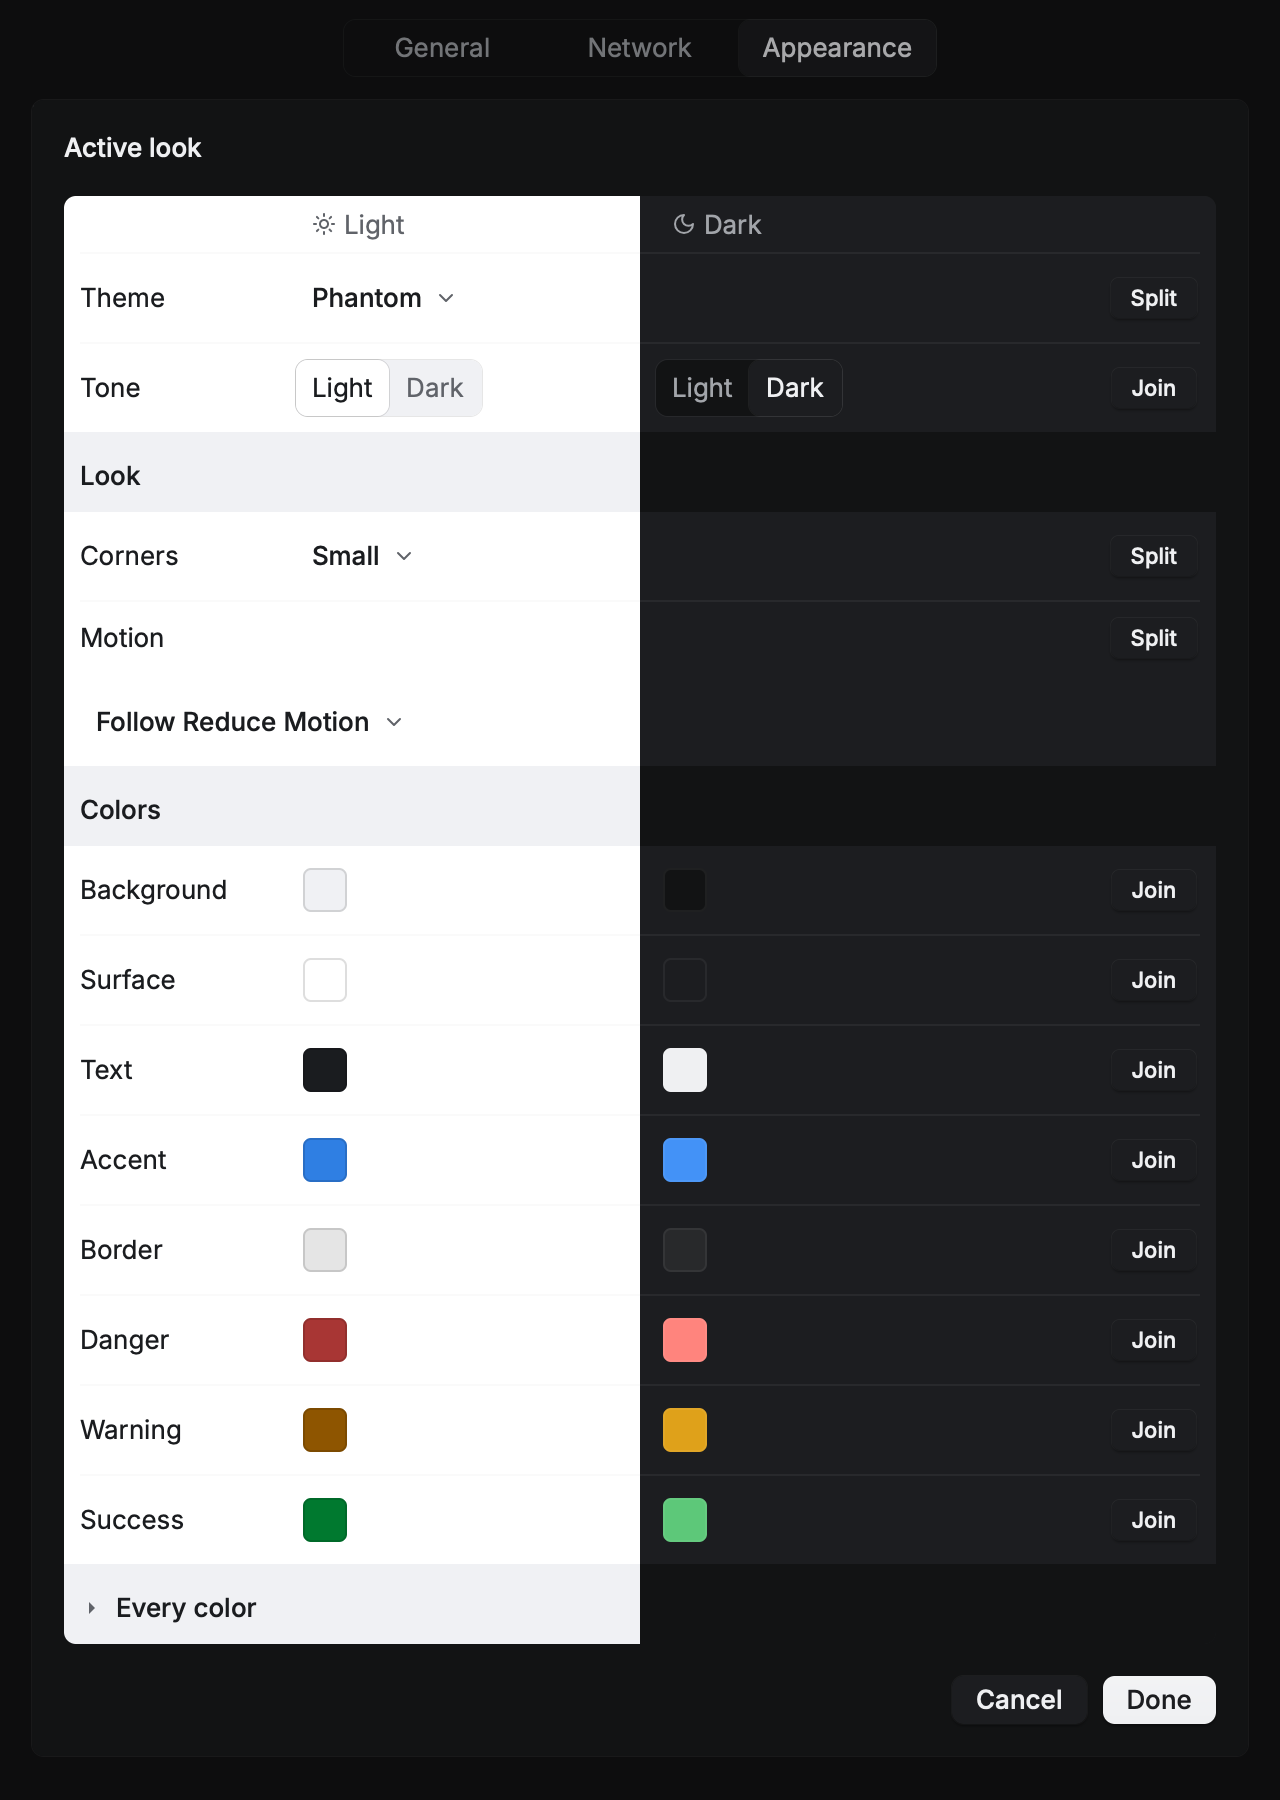 General Network Appearance
Active look
Light Dark
Theme Phantom Split
Tone Light Dark Light Dark Join
Look
Corners Small Split
Motion Split
Follow Reduce Motion
Colors
Background Join
Surface Join
Text Join
Accent Join
Border Join
Danger Join
Warning Join
Success Join
Every color
Cancel Done